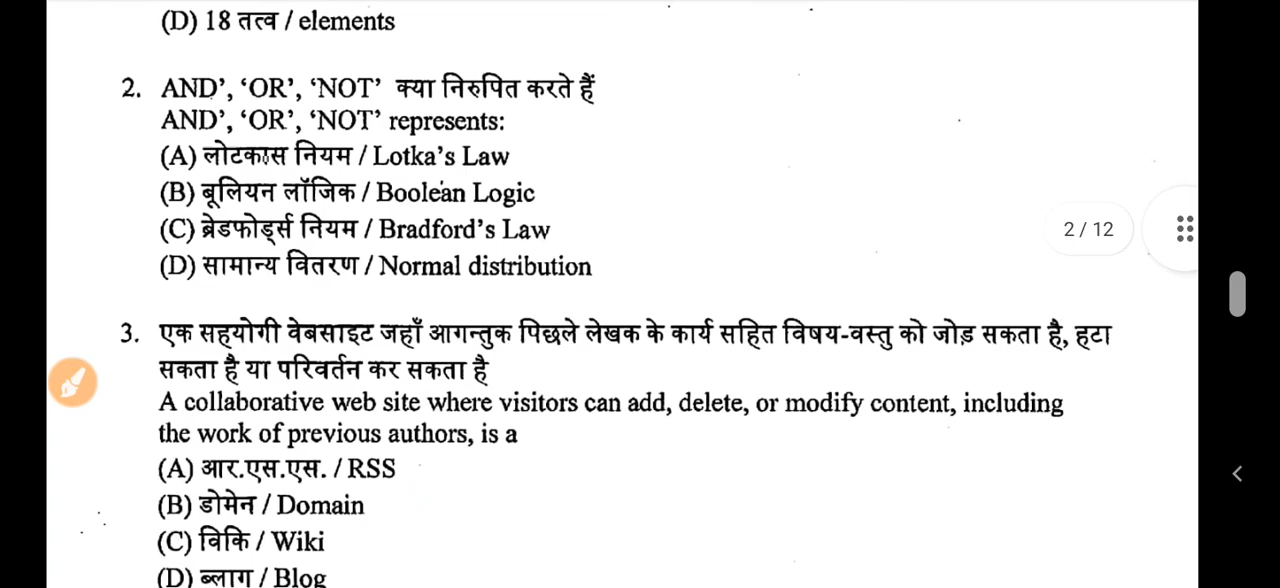 (D) 18 तत्व / elements
2. AND’, ‘OR’, ‘NOT’ क्या निरुपित करते हैं
AND’, ‘OR’, ‘NOT’ represents:
(A) लोटकास नियम / Lotka’s Law
(B) बूलियन लॉजिक / Boolean Logic
(C) ब्रेडफोर्ड्स नियम / Bradford’s Law
(D) सामान्य वितरण / Normal distribution
2 / 12
3. एक सहयोगी वेबसाइट जहाँ आगन्तुक पिछले लेखक के कार्य सहित विषय-वस्तु को जोड़ सकता है, हटा
सकता है या परिवर्तन कर सकता है
A collaborative web site where visitors can add, delete, or modify content, including
the work of previous authors, is a
(A) आर.एस.एस. / RSS
(B) डोमेन / Domain
(C) विकि / Wiki
(D) ब्लाग / Blog